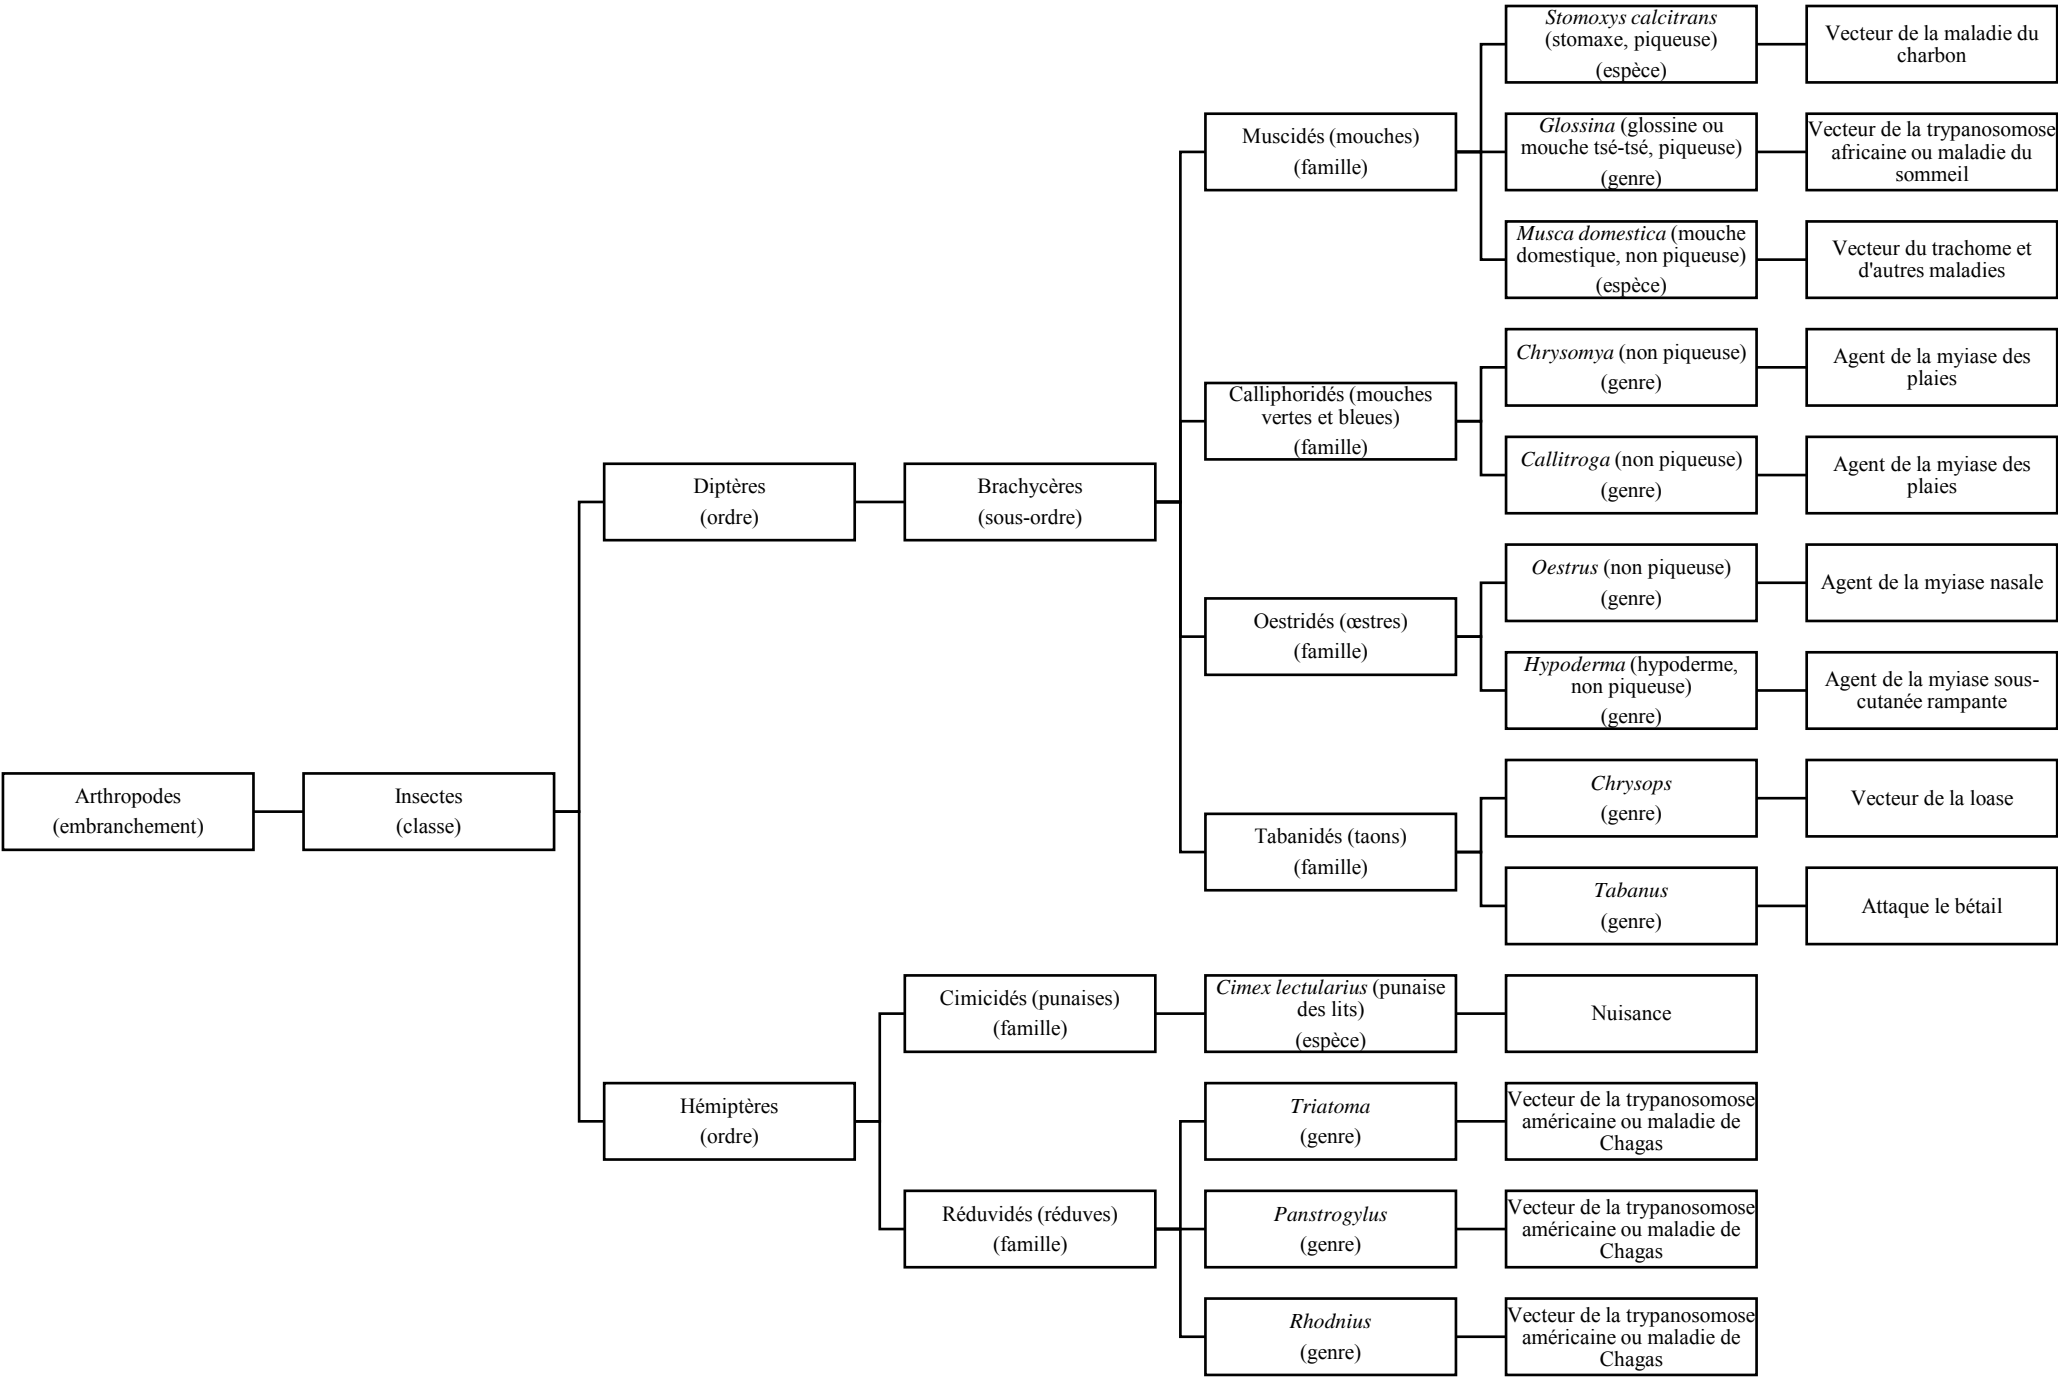 Arthropodes
(embranchement)
Insectes
(classe)
Diptères
(ordre)
Brachycères
(sous-ordre)
Muscidés (mouches)
(famille)
Stomoxys calcitrans
(stomaxe, piqueuse)
(espèce)
Vecteur de la maladie du
charbon
Glossina (glossine ou
mouche tsé-tsé, piqueuse)
(genre)
Vecteur de la trypanosomose
africaine ou maladie du
sommeil
Musca domestica (mouche
domestique, non piqueuse)
(espèce)
Vecteur du trachome et
d'autres maladies
Calliphoridés (mouches
vertes et bleues)
(famille)
Chrysomya (non piqueuse)
(genre)
Agent de la myiase des
plaies
Callitroga (non piqueuse)
(genre)
Agent de la myiase des
plaies
Oestridés (œstres)
(famille)
Oestrus (non piqueuse)
(genre)
Agent de la myiase nasale
Hypoderma (hypoderme,
non piqueuse)
(genre)
Agent de la myiase sous-
cutanée rampante
Tabanidés (taons)
(famille)
Chrysops
(genre)
Vecteur de la loase
Tabanus
(genre)
Attaque le bétail
Hémiptères
(ordre)
Cimicidés (punaises)
(famille)
Cimex lectularius (punaise
des lits)
(espèce)
Nuisance
Réduvidés (réduves)
(famille)
Triatoma
(genre)
Vecteur de la trypanosomose
américaine ou maladie de
Chagas
Panstrogylus
(genre)
Vecteur de la trypanosomose
américaine ou maladie de
Chagas
Rhodnius
(genre)
Vecteur de la trypanosomose
américaine ou maladie de
Chagas